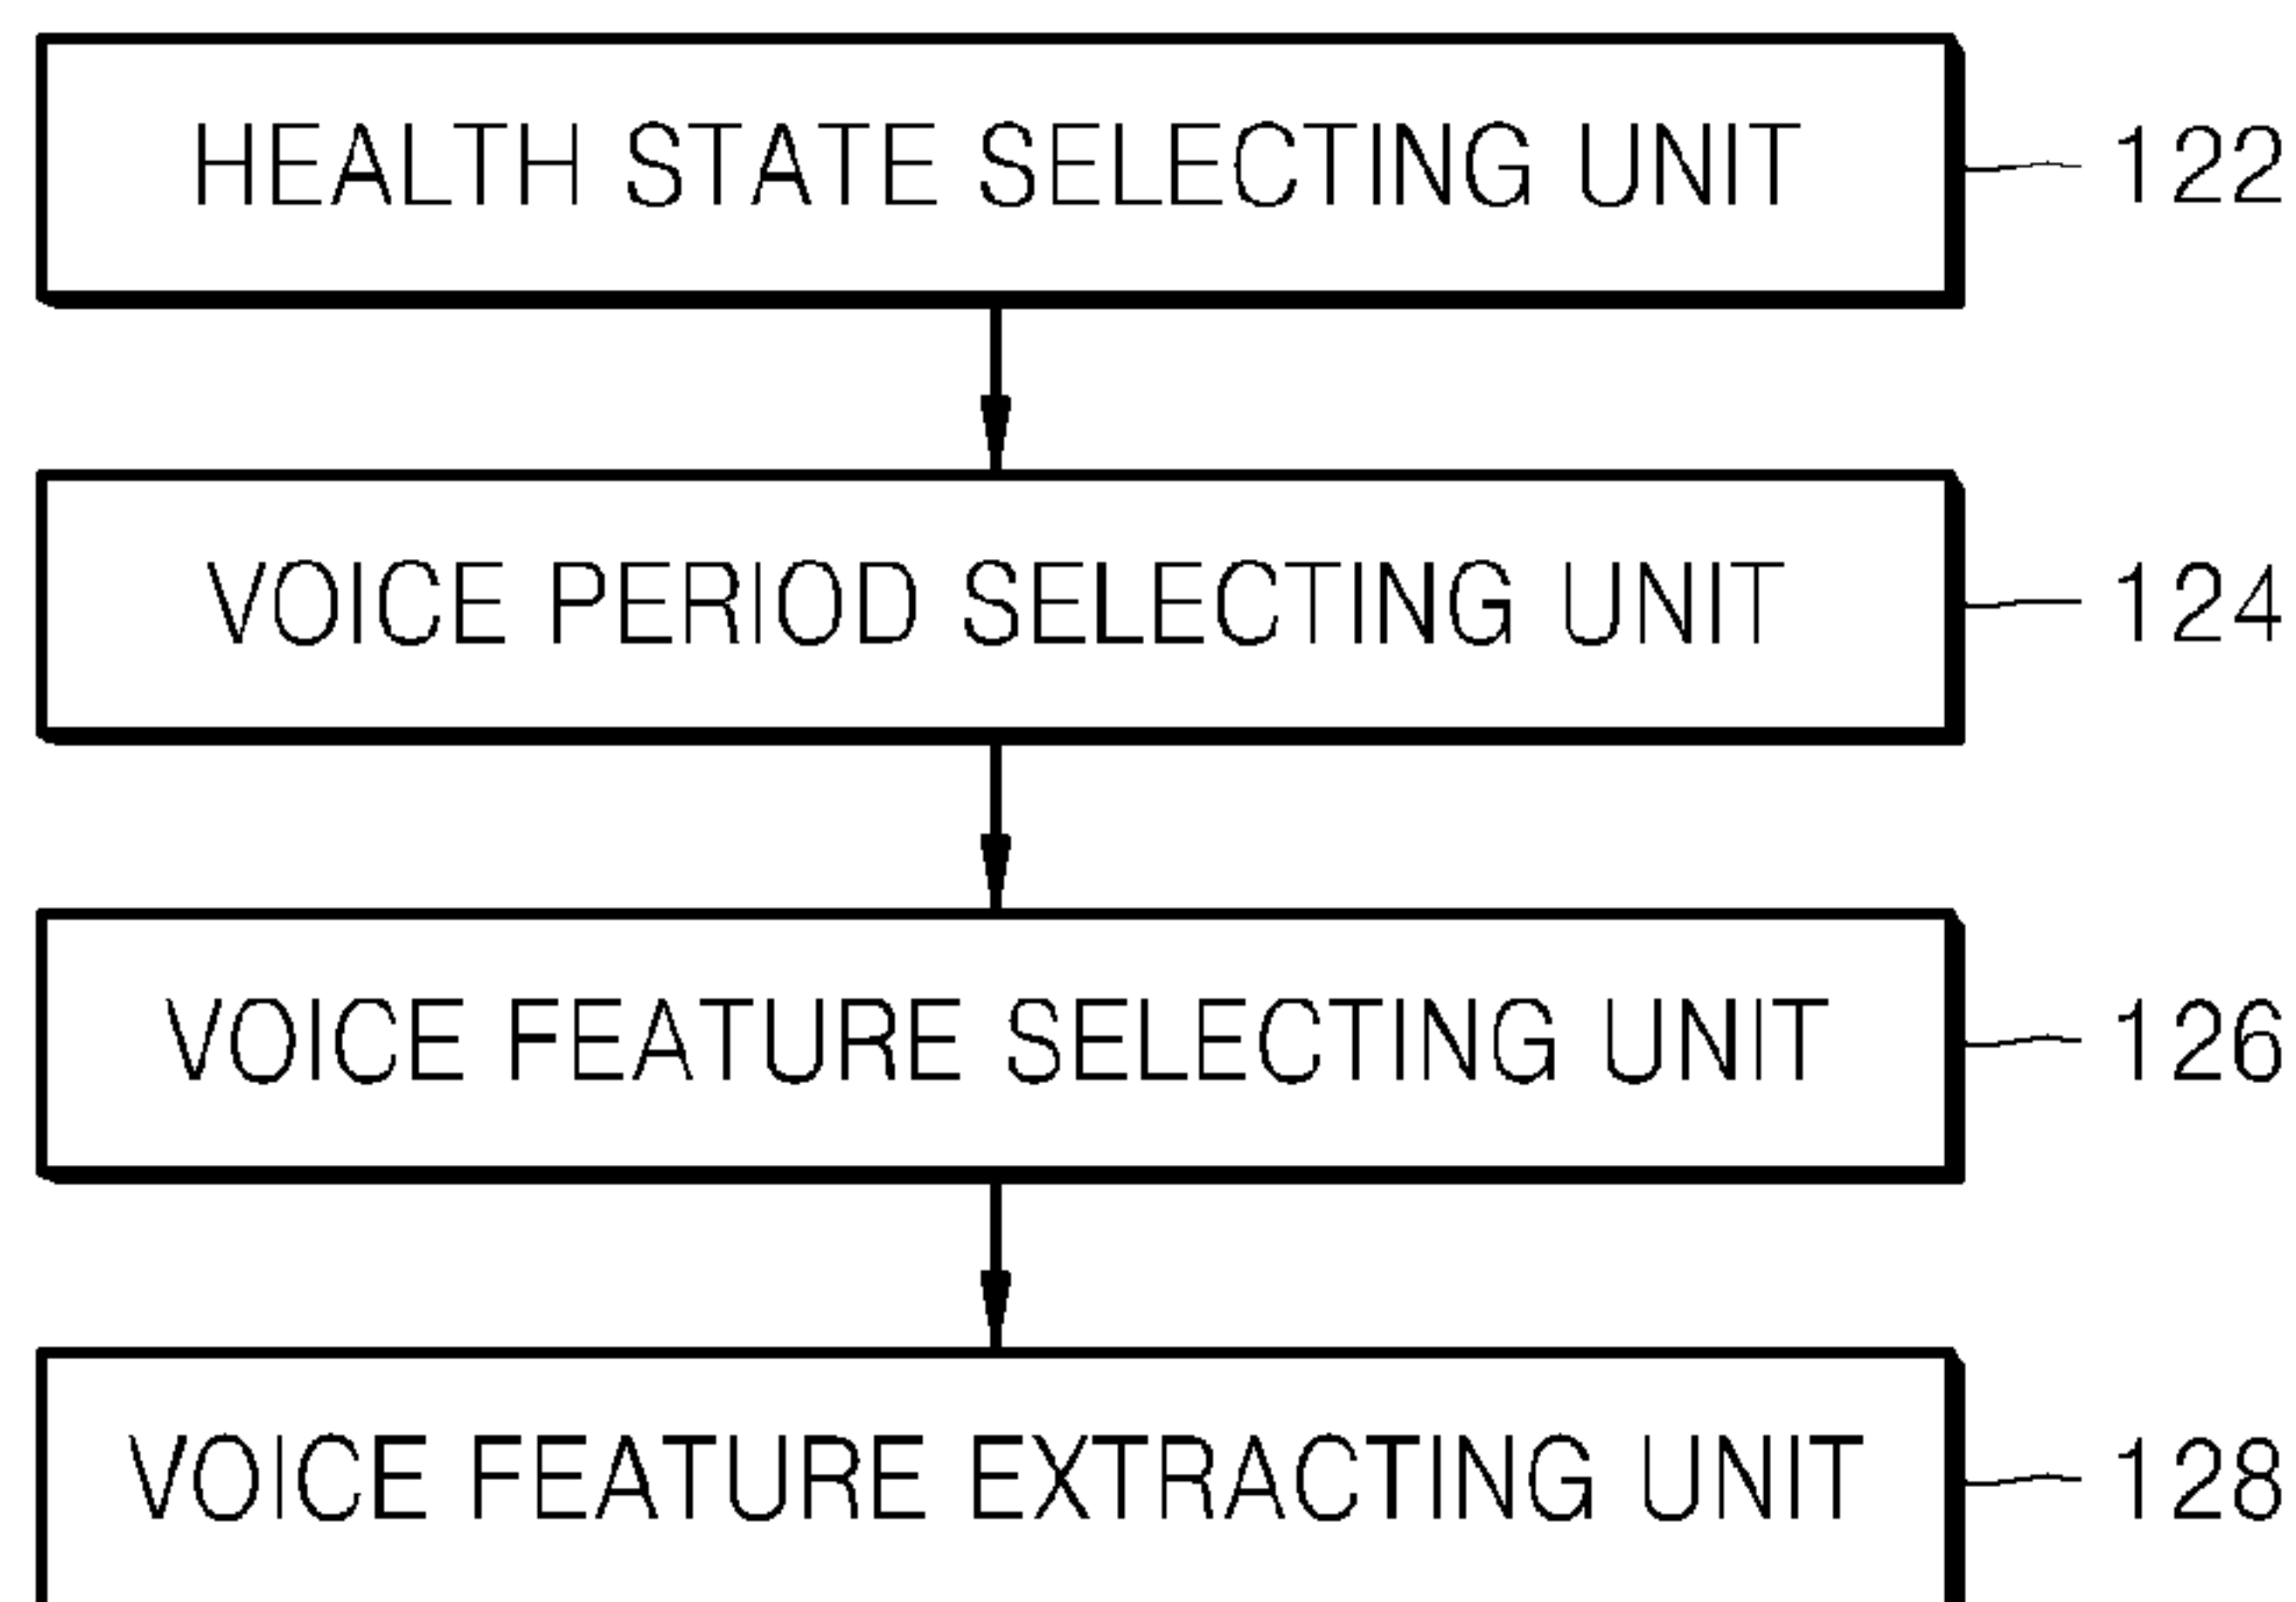 HEALTH STATE SELECTING UNIT 122
VOICE PERIOD SELECTING UNIT 124
VOICE FEATURE SELECTING UNIT 126
VOICE FEATURE EXTRACTING UNIT 128